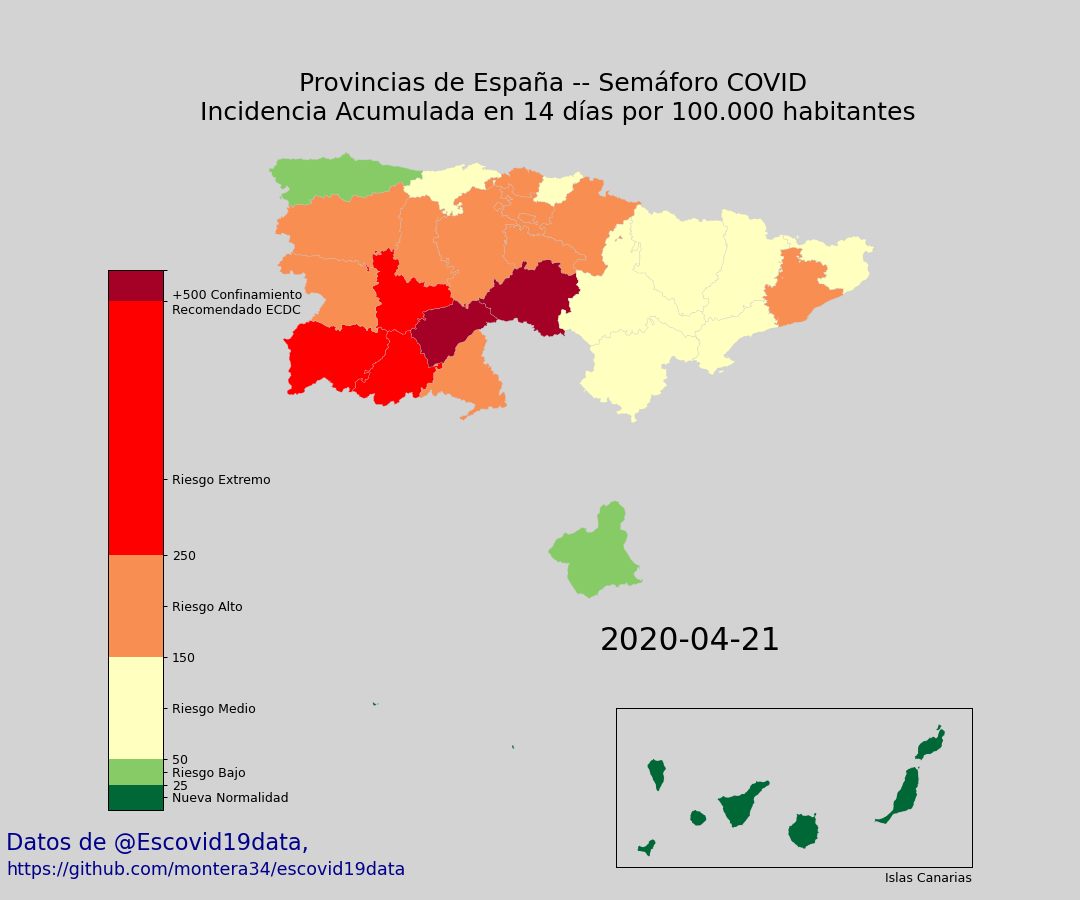 Provincias de España -- Semáforo COVID
Incidencia Acumulada en 14 días por 100.000 habitantes
+500 Confinamiento
Recomendado ECDC
Riesgo Extremo
250
Riesgo Alto
150
Riesgo Medio
50
Riesgo Bajo
25
Nueva Normalidad
2020-04-21
Islas Canarias
Datos de @Escovid19data,
https://github.com/montera34/escovid19data